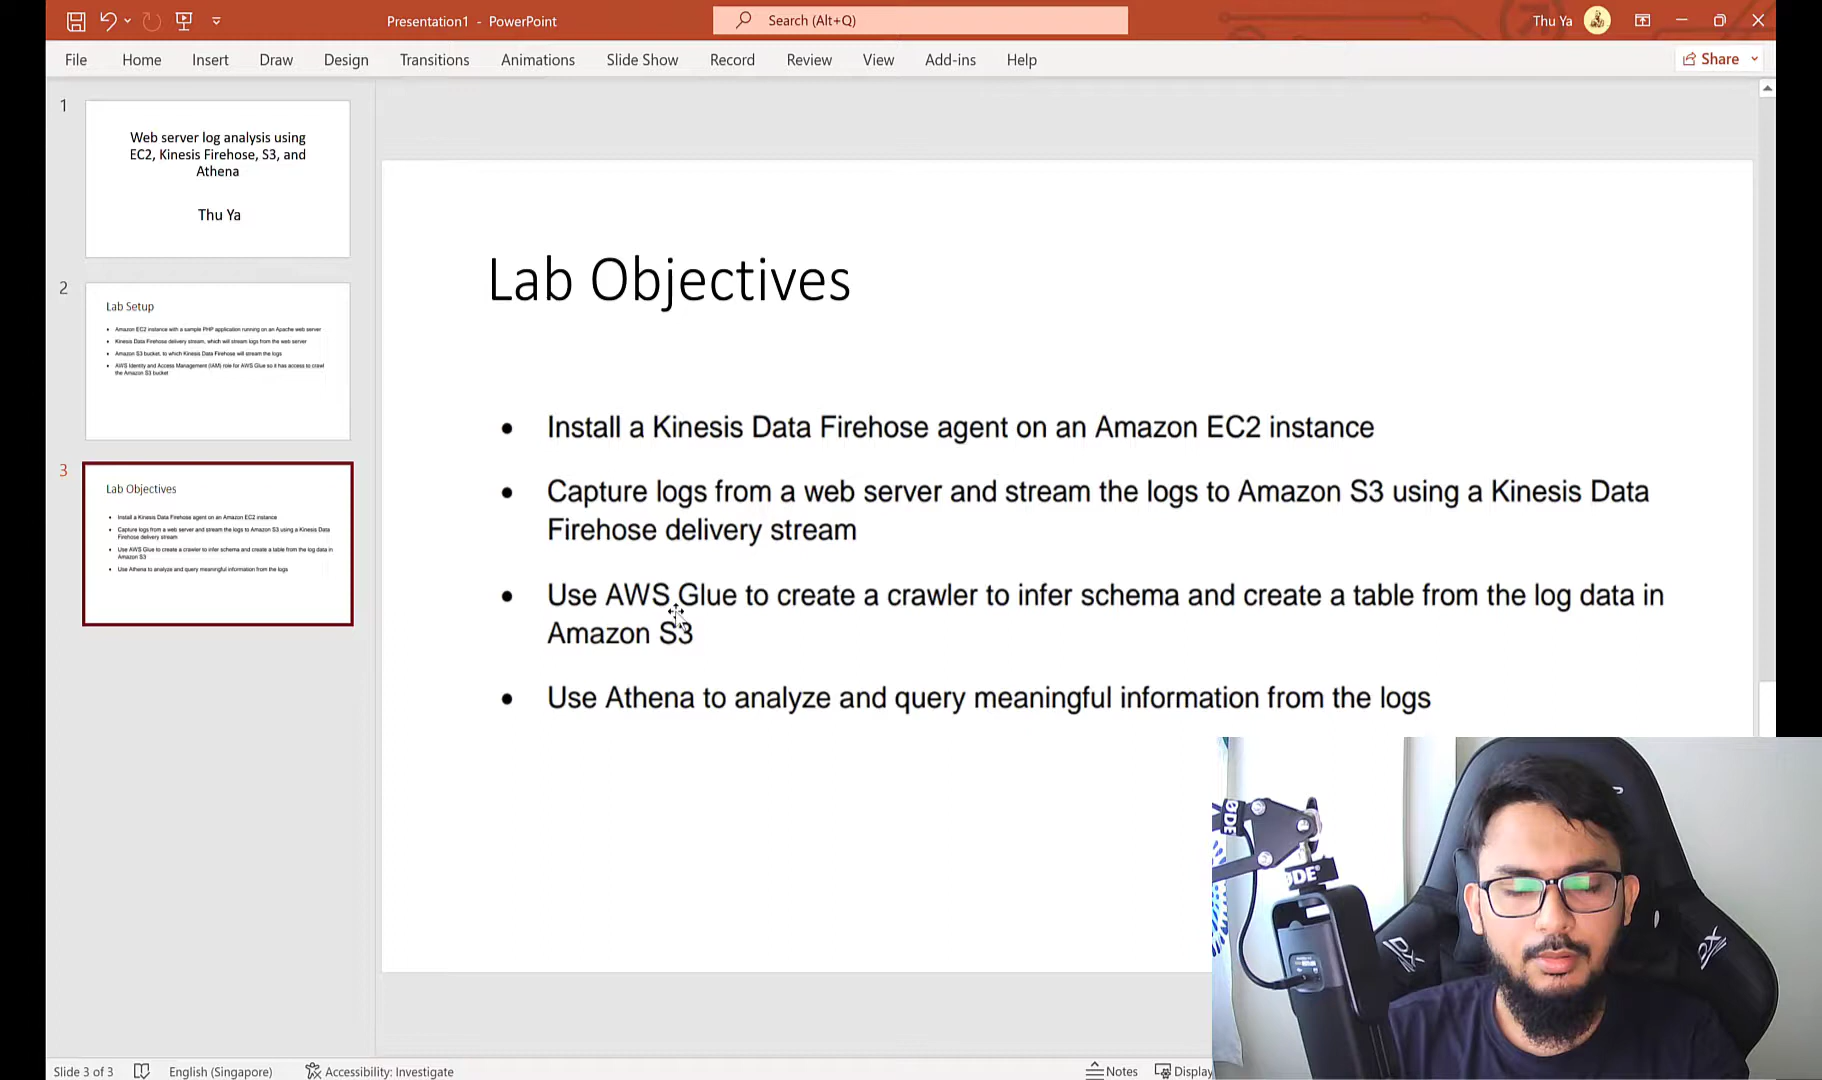 Presentation1 - PowerPoint
Search (Alt+Q)
Thu Ya
File Home Insert Draw Design Transitions Animations Slide Show Record Review View Add-ins Help
Share
1
Web server log analysis using
EC2, Kinesis Firehose, S3, and
Athena
Thu Ya
2
Lab Setup
• Amazon EC2 instance with a sample PHP application running on an Apache web server
• Kinesis Data Firehose delivery stream, which will stream logs from the web server
• Amazon S3 bucket, to which Kinesis Data Firehose will stream the logs
• AWS Identity and Access Management (IAM) role for AWS Glue so it has access to crawl
the Amazon S3 bucket
3
Lab Objectives
• Install a Kinesis Data Firehose agent on an Amazon EC2 instance
• Capture logs from a web server and stream the logs to Amazon S3 using a Kinesis Data
Firehose delivery stream
• Use AWS Glue to create a crawler to infer schema and create a table from the log data in
Amazon S3
• Use Athena to analyze and query meaningful information from the logs
Lab Objectives
• Install a Kinesis Data Firehose agent on an Amazon EC2 instance
• Capture logs from a web server and stream the logs to Amazon S3 using a Kinesis Data
Firehose delivery stream
• Use AWS Glue to create a crawler to infer schema and create a table from the log data in
Amazon S3
• Use Athena to analyze and query meaningful information from the logs
Slide 3 of 3
English (Singapore)
Accessibility: Investigate
Notes
Display